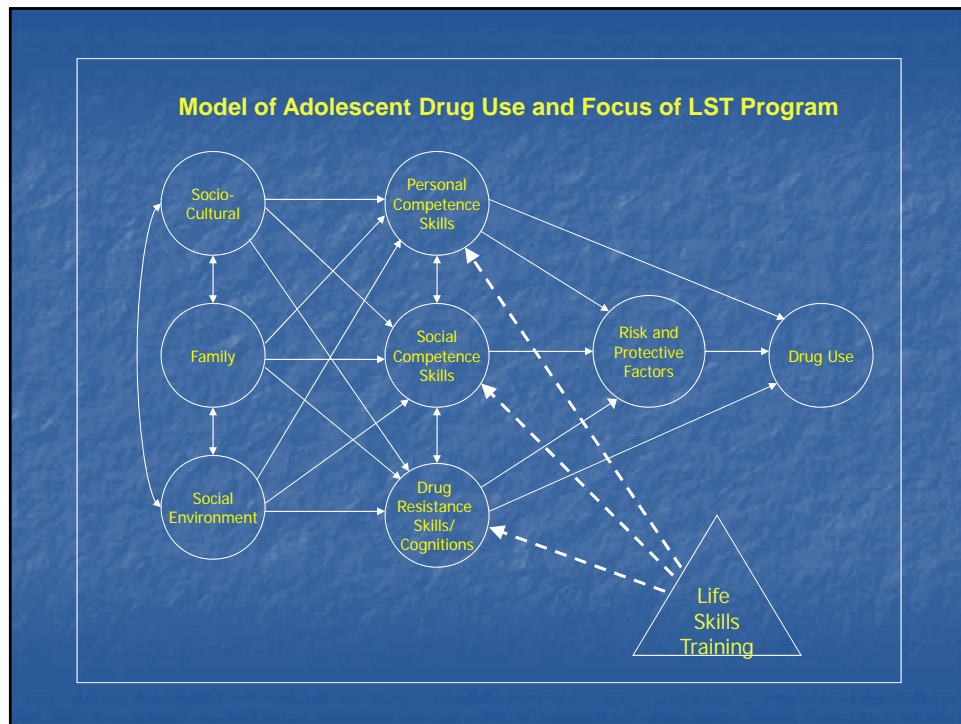 Model of Adolescent Drug Use and Focus of LST Program
Socio-
Cultural
Personal
Competence
Skills
Family
Social
Competence
Skills
Risk and
Protective
Factors
Drug Use
Social
Environment
Drug
Resistance
Skills/
Cognitions
Life
Skills
Training